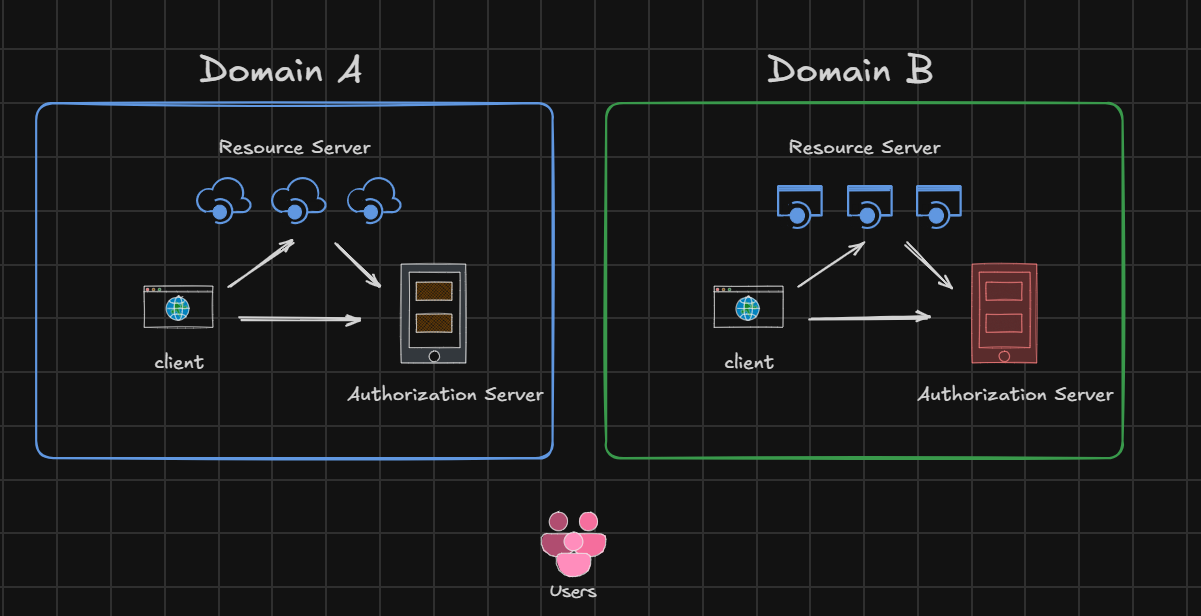 Domain A
Domain B
Resource Server
Resource Server
client
client
Authorization Server
Authorization Server
Users